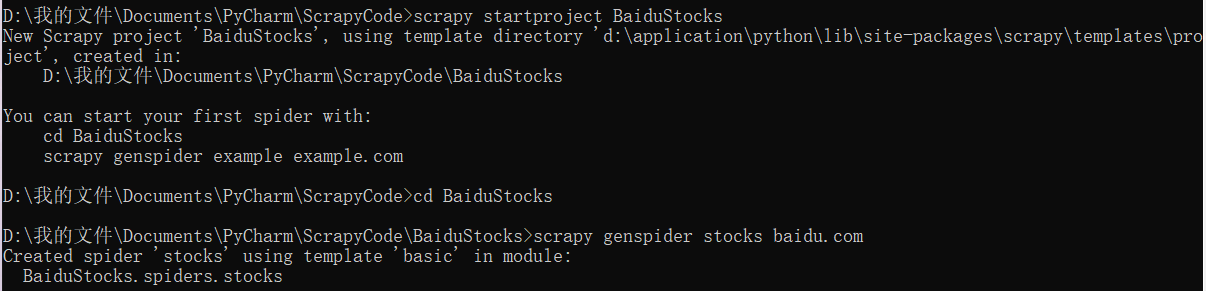 D:\我的文件\Documents\PyCharm\ScrapyCode>scrapy startproject BaiduStocks
New Scrapy project 'BaiduStocks', using template directory 'd:\application\python\lib\site-packages\scrapy\templates\pro
ject', created in:
    D:\我的文件\Documents\PyCharm\ScrapyCode\BaiduStocks
You can start your first spider with:
    cd BaiduStocks
    scrapy genspider example example.com
D:\我的文件\Documents\PyCharm\ScrapyCode>cd BaiduStocks
D:\我的文件\Documents\PyCharm\ScrapyCode\BaiduStocks>scrapy genspider stocks baidu.com
Created spider 'stocks' using template 'basic' in module:
  BaiduStocks.spiders.stocks